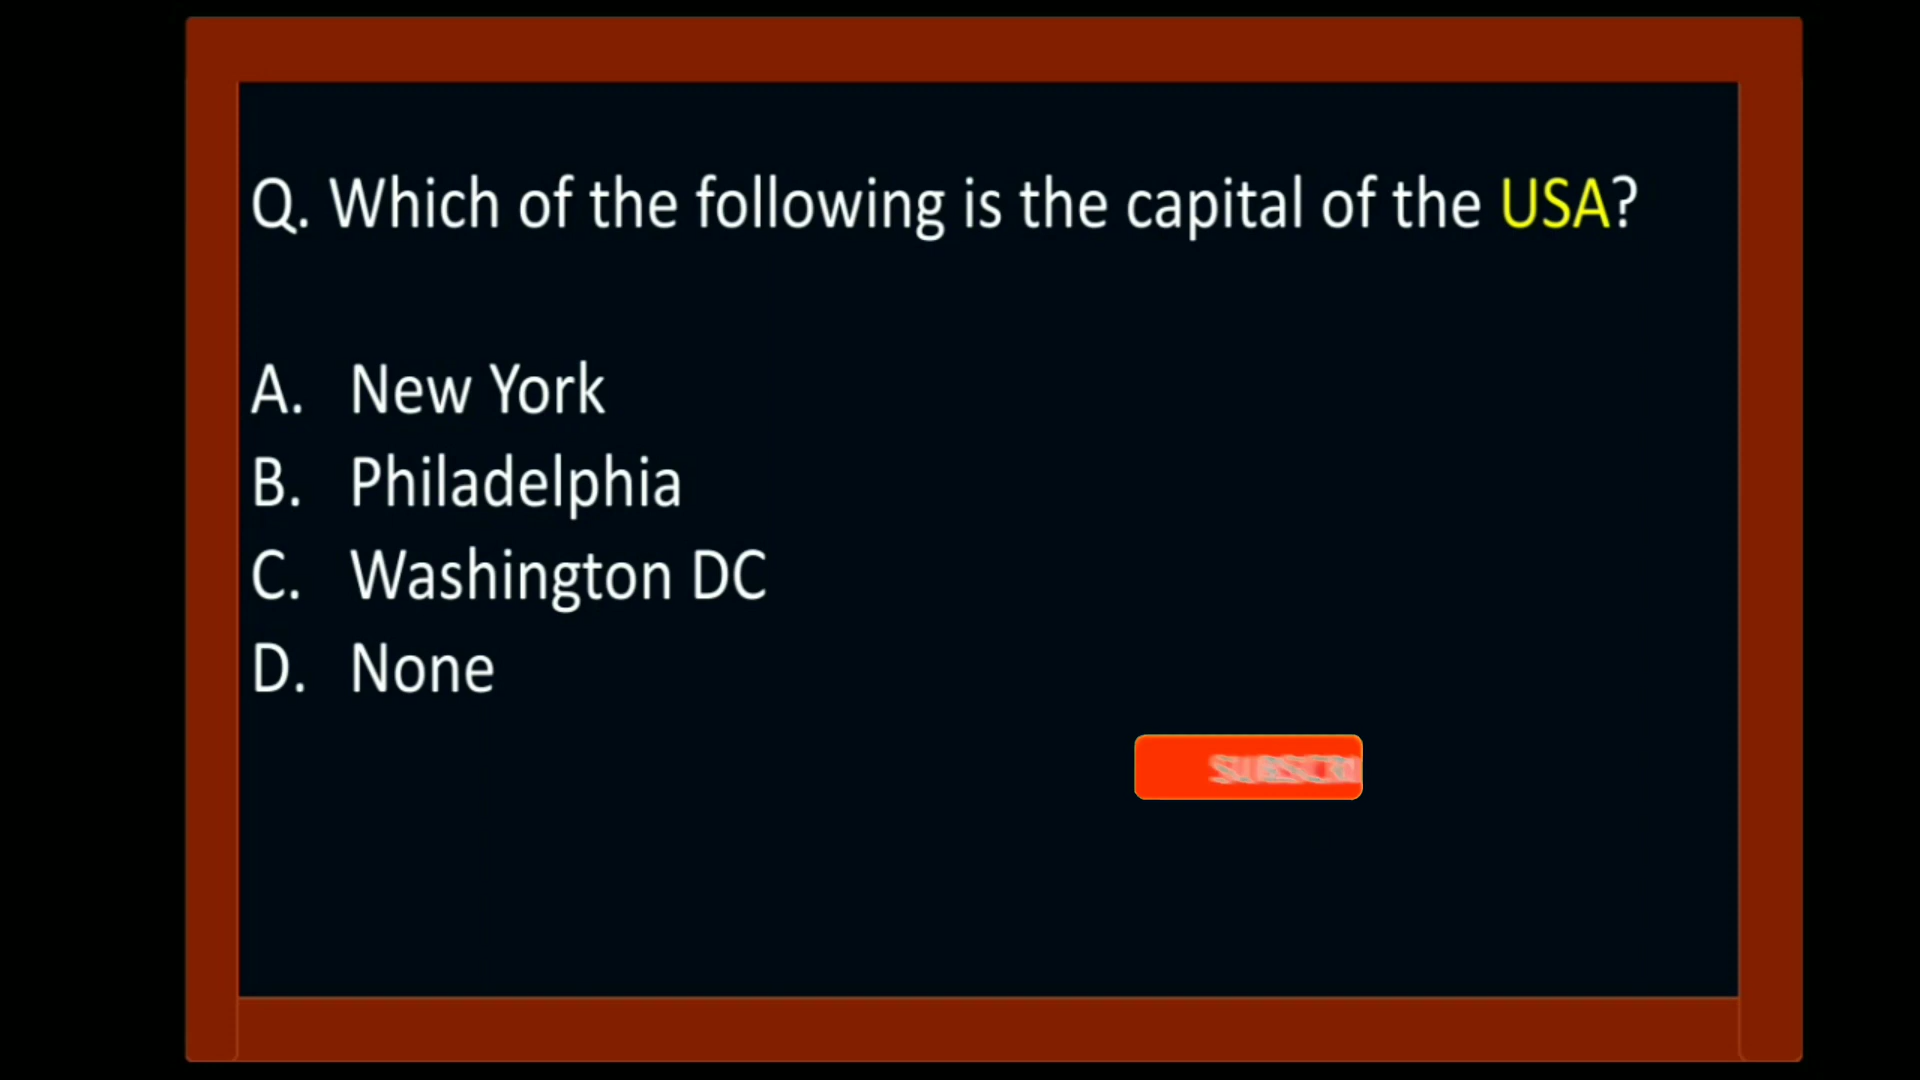 Q. Which of the following is the capital of the USA?
A. New York
B. Philadelphia
C. Washington DC
D. None